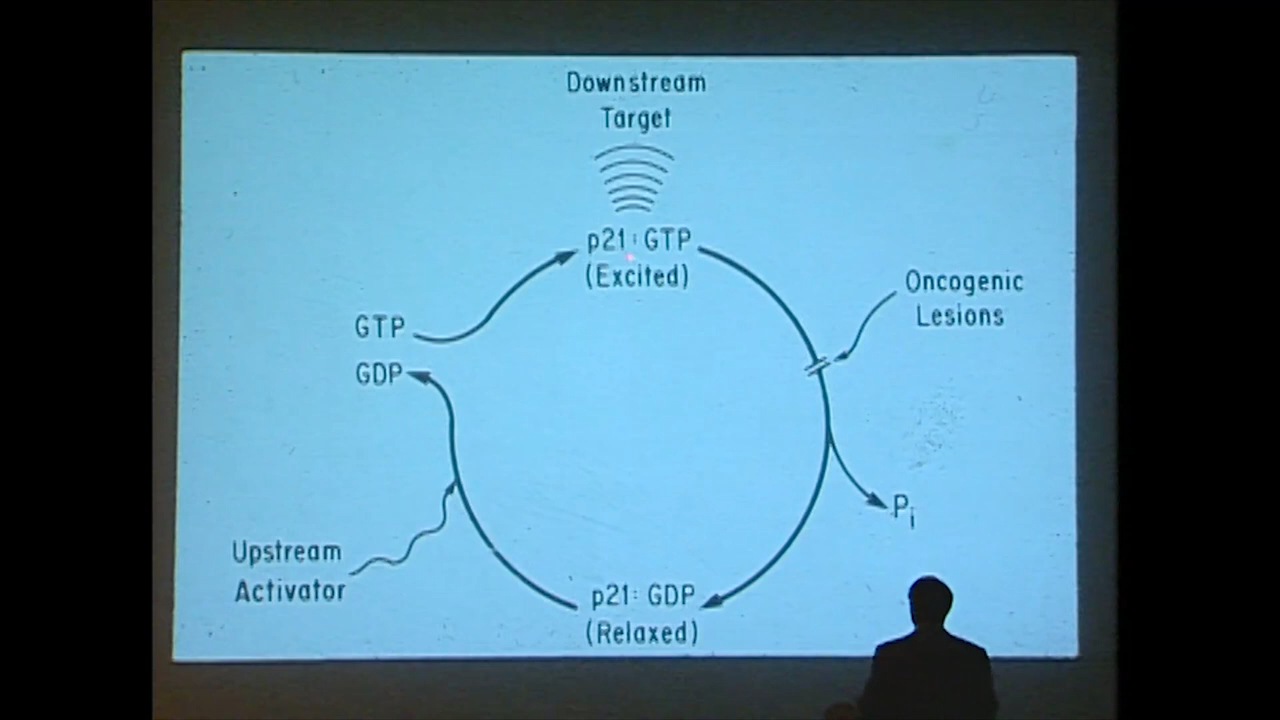 Downstream
Target
p21: GTP
(Excited)
Oncogenic
Lesions
GTP
GDP
Pi
Upstream
Activator
p21: GDP
(Relaxed)